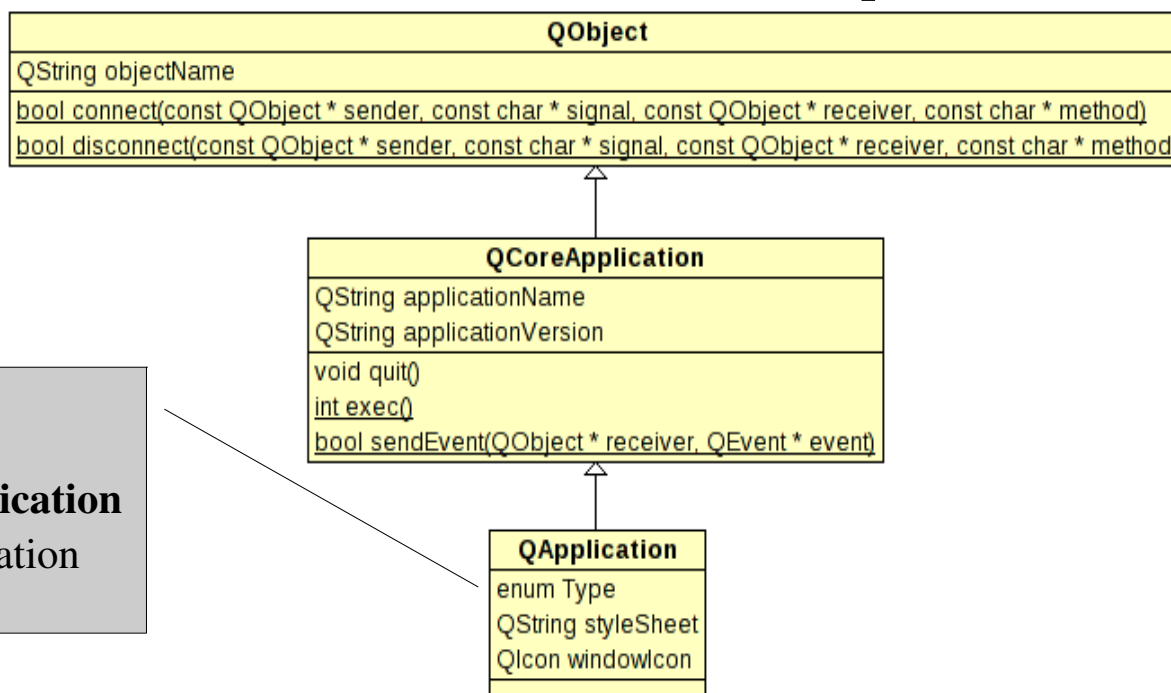 QObject
QString objectName
bool connect(const QObject * sender, const char * signal, const QObject * receiver, const char * method)
bool disconnect(const QObject * sender, const char * signal, const QObject * receiver, const char * method
QCoreApplication
QString applicationName
QString applicationVersion
void quit()
int exec()
bool sendEvent(QObject * receiver, QEvent * event)
ication
ation
QApplication
enum Type
QString styleSheet
QIcon windowIcon